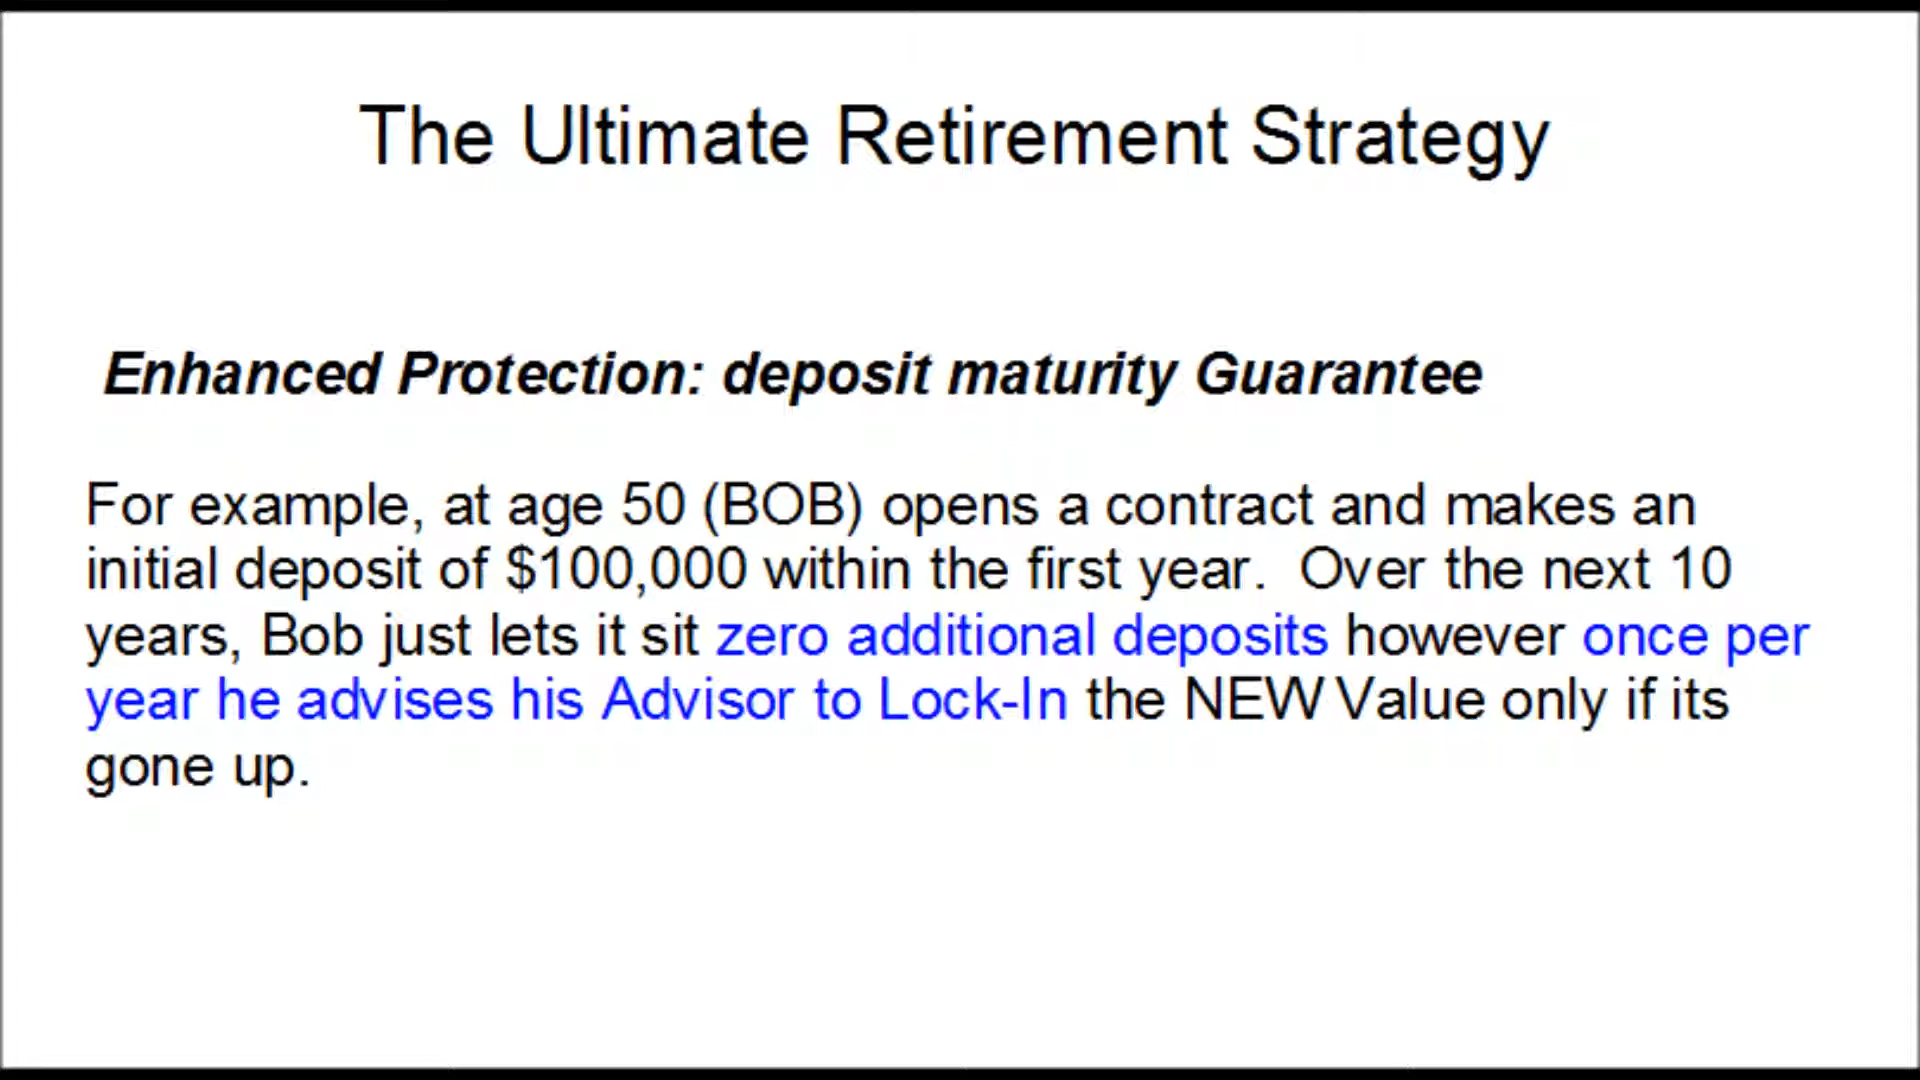 The Ultimate Retirement Strategy
Enhanced Protection: deposit maturity Guarantee
For example, at age 50 (BOB) opens a contract and makes an
initial deposit of $100,000 within the first year.  Over the next 10
years, Bob just lets it sit zero additional deposits however once per
year he advises his Advisor to Lock-In the NEW Value only if its
gone up.